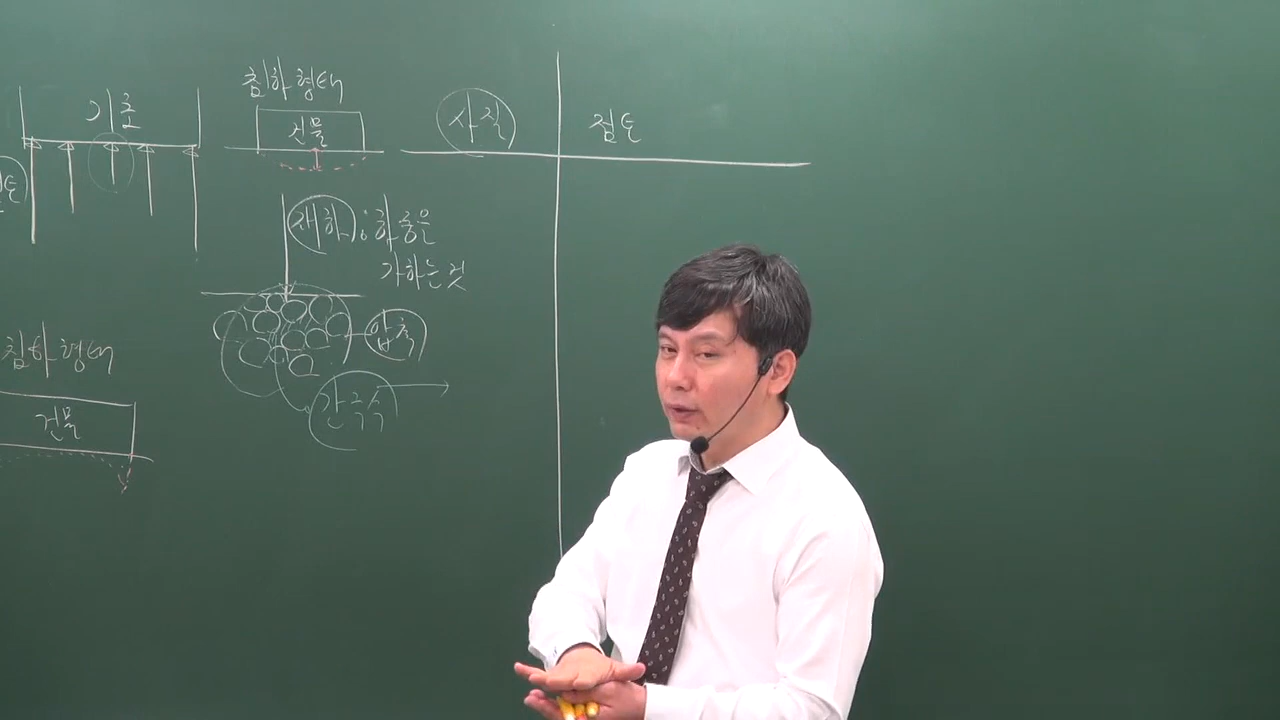 기초
침하형태
건물
사질
점토
재하 : 하중은
가하는 것
압축
간극수
침하형태
건물